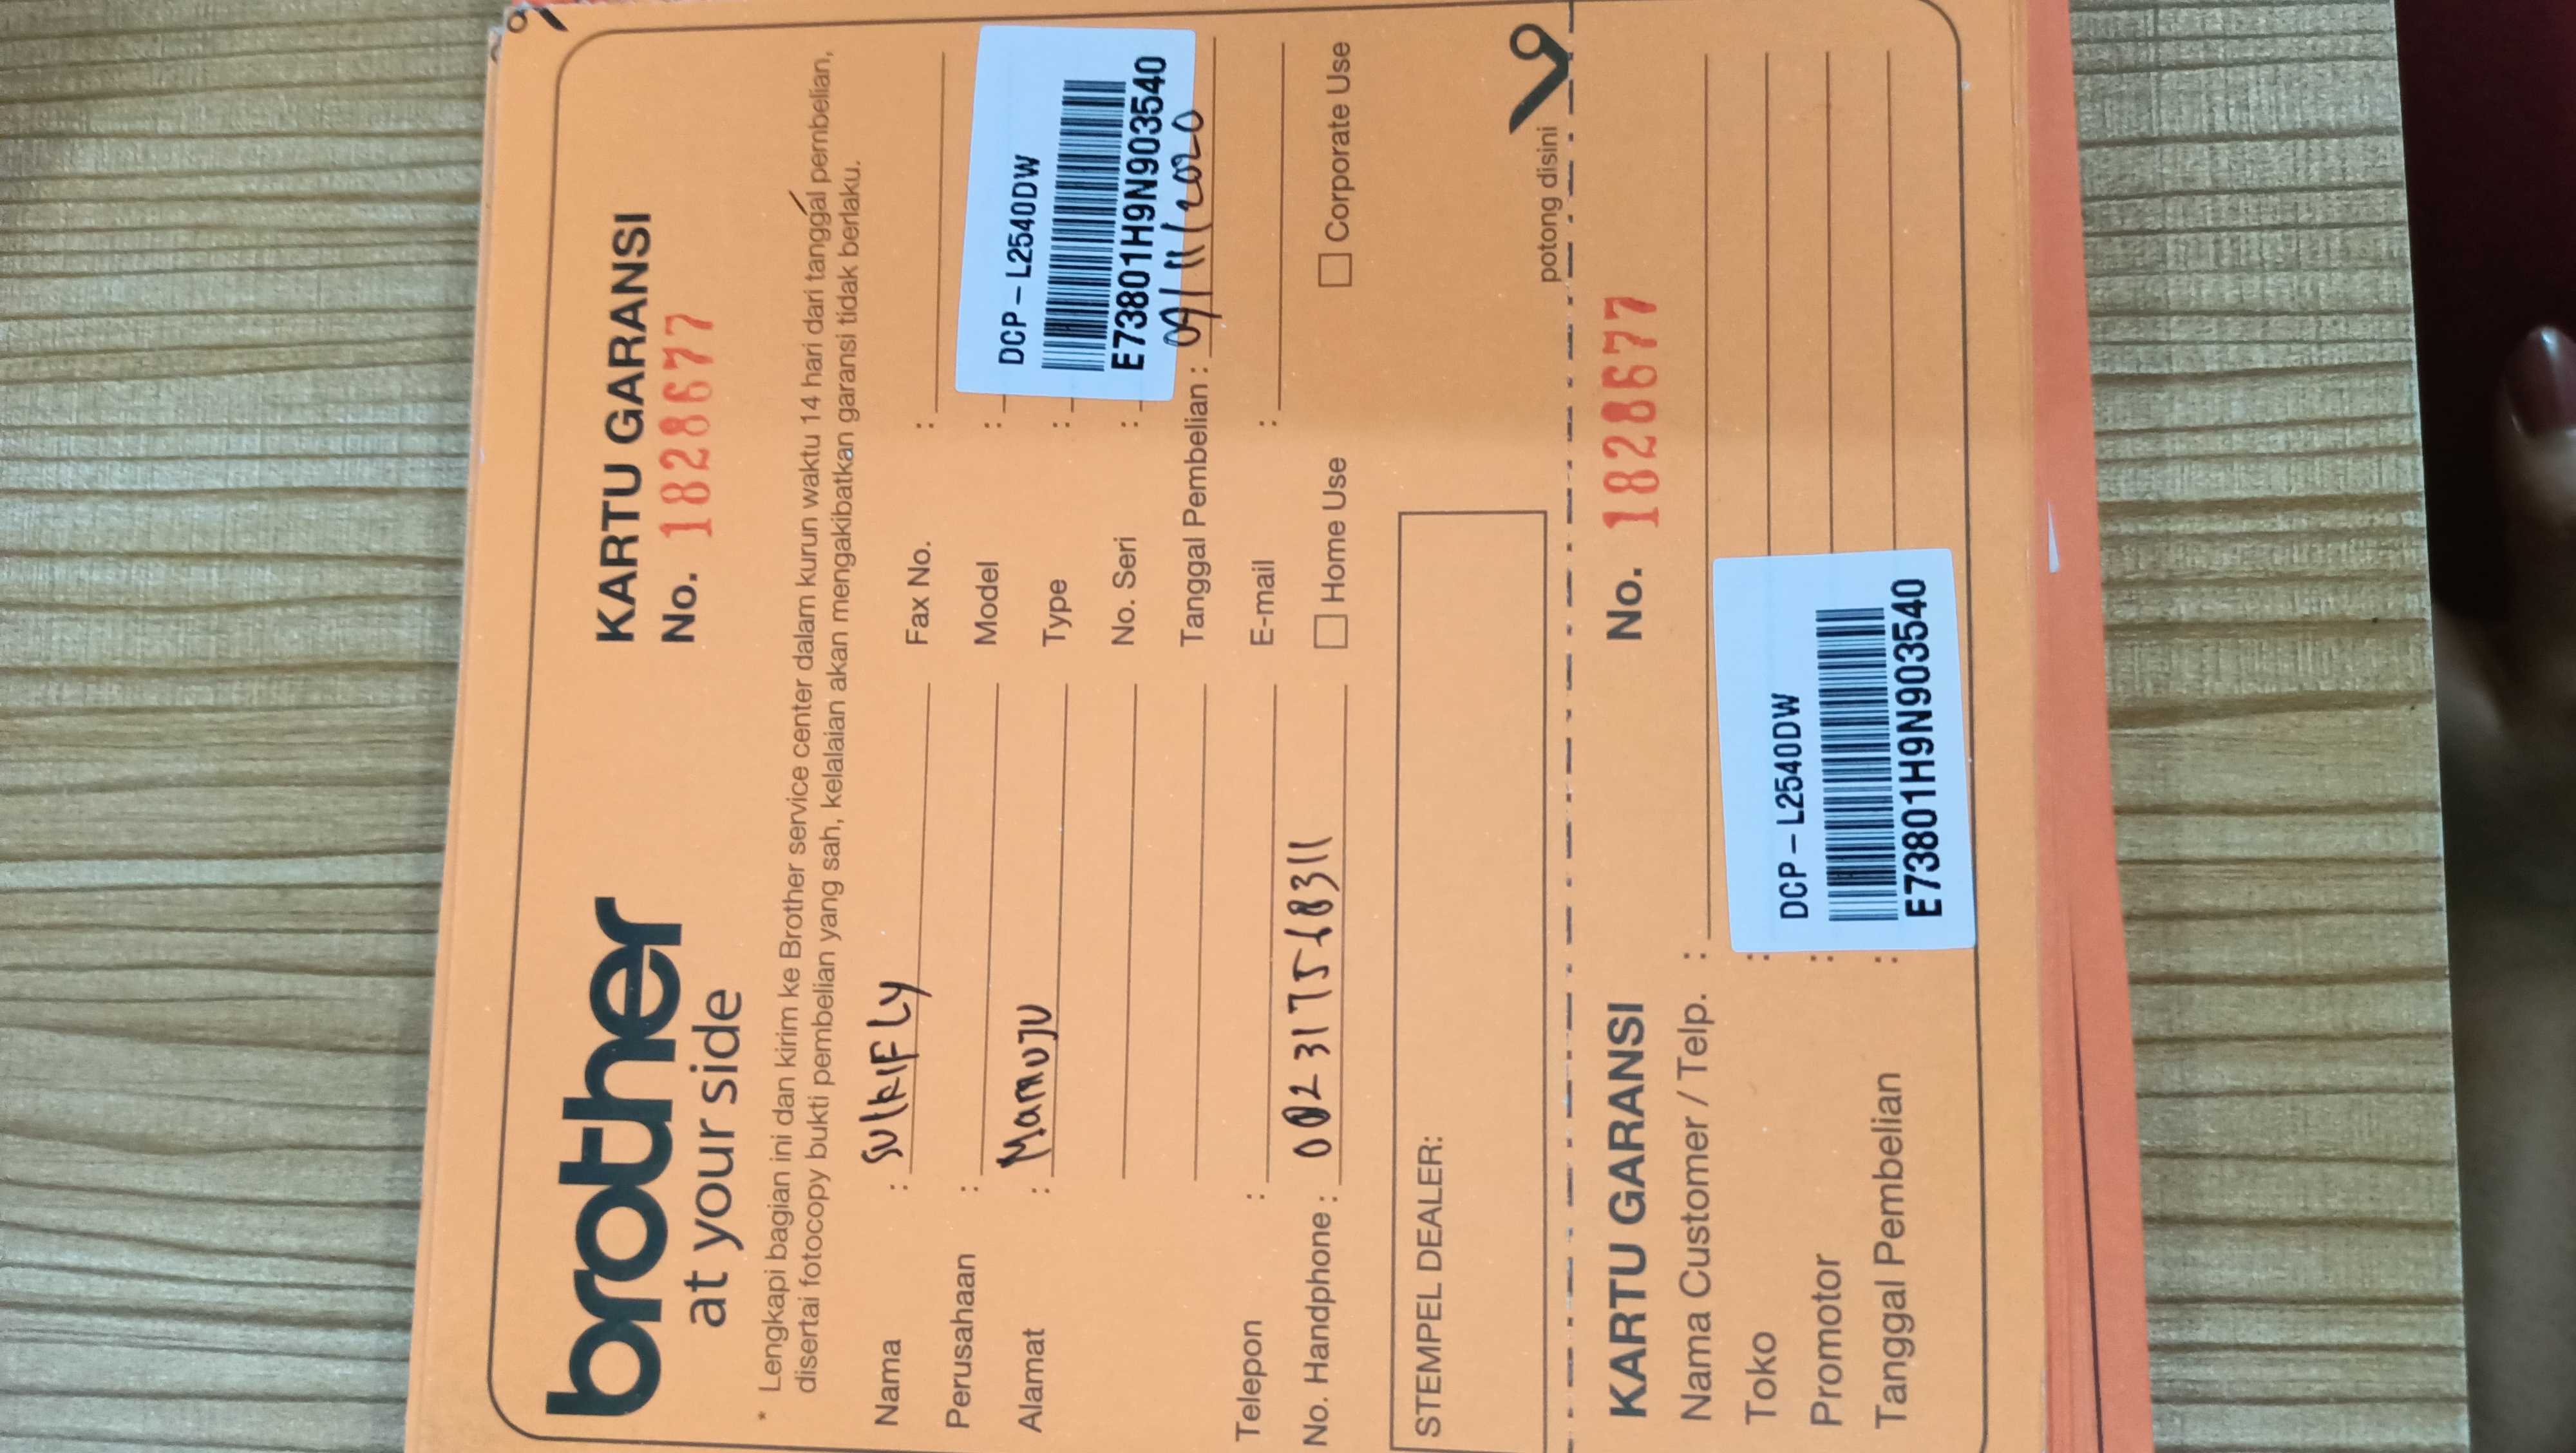 brother
at your side
KARTU GARANSI
No. 1828677
* Lengkapi bagian ini dan kirim ke Brother service center dalam kurun waktu 14 hari dari tanggal pembelian,
disertai fotocopy bukti pembelian yang sah, kelalaian akan mengakibatkan garansi tidak berlaku.
Nama : SULKIFLY
Perusahaan :
Alamat : Mamuju
Telepon :
No. Handphone :
Fax No. :
Model :
Type :
No. Seri :
DCP-L2540DW
E73801H9N903540
Tanggal Pembelian : 09/11/2020
E-mail :
☐ Home Use ☐ Corporate Use
STEMPEL DEALER:
potong disini
KARTU GARANSI No. 1828677
Nama Customer / Telp. :
Toko :
Promotor :
Tanggal Pembelian :
DCP-L2540DW
E73801H9N903540